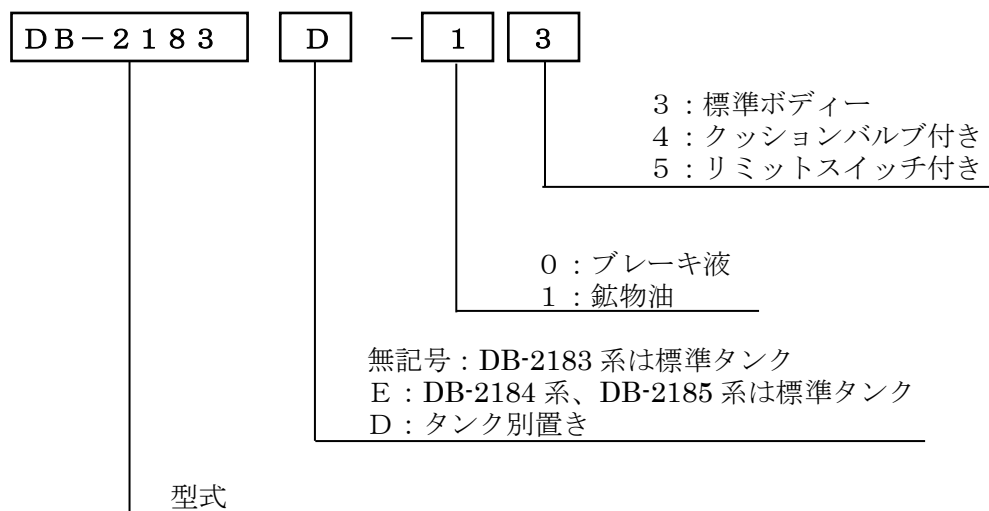 ＤＢ－２１８３ Ｄ －１ ３
３：標準ボディー
４：クッションバルブ付き
５：リミットスイッチ付き
０：ブレーキ液
１：鉱物油
無記号：DB-2183 系は標準タンク
Ｅ：DB-2184 系、DB-2185 系は標準タンク
Ｄ：タンク別置き
型式